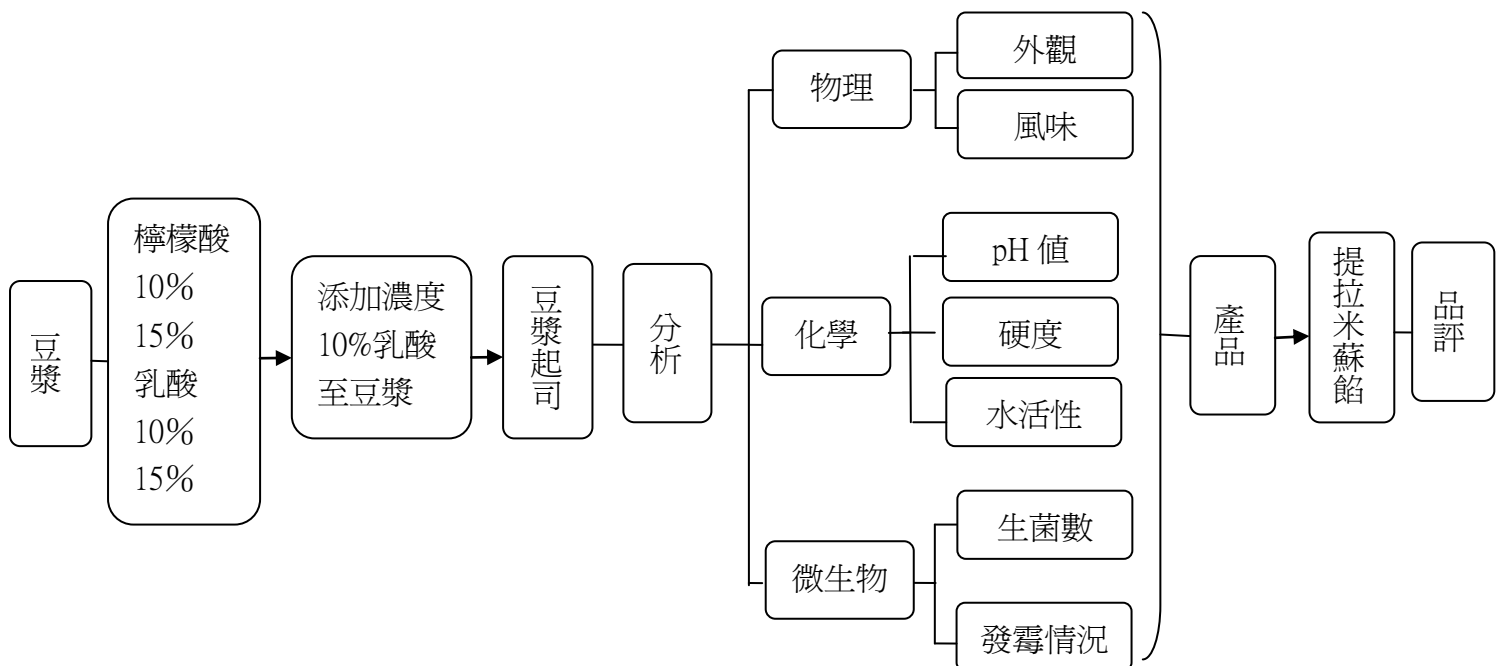 豆漿
檸檬酸
10%
15%
乳酸
10%
15%
添加濃度
10%乳酸
至豆漿
豆漿起司
分析
物理
外觀
風味
化學
pH 值
硬度
水活性
微生物
生菌數
發霉情況
產品
提拉米蘇餡
品評